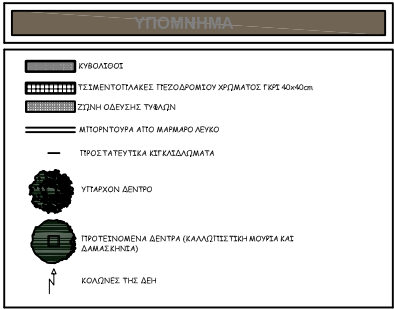 ΥΠΟΜΝΗΜΑ
ΚΥΒΟΛΙΘΟΙ
ΤΣΙΜΕΝΤΟΠΛΑΚΕΣ ΠΕΖΟΔΡΟΜΙΟΥ ΧΡΩΜΑΤΟΣ ΓΚΡΙ 40x40cm
ΖΩΝΗ ΟΔΕΥΣΗΣ ΤΥΦΛΩΝ
ΜΠΟΡΝΤΟΥΡΑ ΑΠΟ ΜΑΡΜΑΡΟ ΛΕΥΚΟ
ΠΡΟΣΤΑΤΕΥΤΙΚΑ ΚΙΓΚΛΙΔΩΜΑΤΑ
ΥΠΑΡΧΟΝ ΔΕΝΤΡΟ
ΠΡΟΤΕΙΝΟΜΕΝΑ ΔΕΝΤΡΑ (ΚΑΛΛΩΠΙΣΤΙΚΗ ΜΟΥΡΙΑ ΚΑΙ
ΔΑΜΑΣΚΗΝΙΑ)
ΚΟΛΩΝΕΣ ΤΗΣ ΔΕΗ